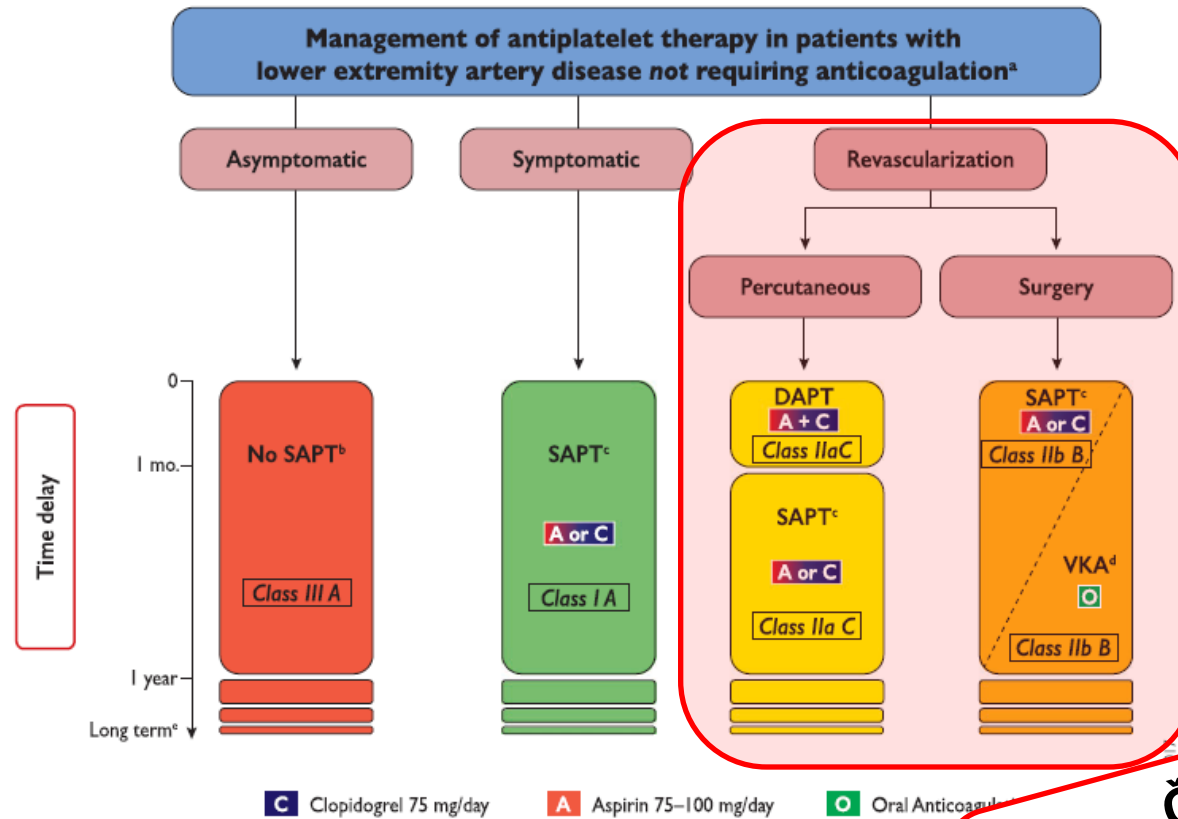 Management of antiplatelet therapy in patients with
lower extremity artery disease not requiring anticoagulationᵃ
Asymptomatic
Symptomatic
Revascularization
Percutaneous
Surgery
Time delay
0
1 mo.
1 year
Long termᵉ
No SAPTᵇ
Class III A
SAPTᶜ
A or C
Class I A
DAPT
A + C
Class IIaC
SAPTᶜ
A or C
Class IIa C
SAPTᶜ
A or C
Class IIb B
VKAᵈ
O
Class IIb B
C Clopidogrel 75 mg/day
A Aspirin 75–100 mg/day
O Oral